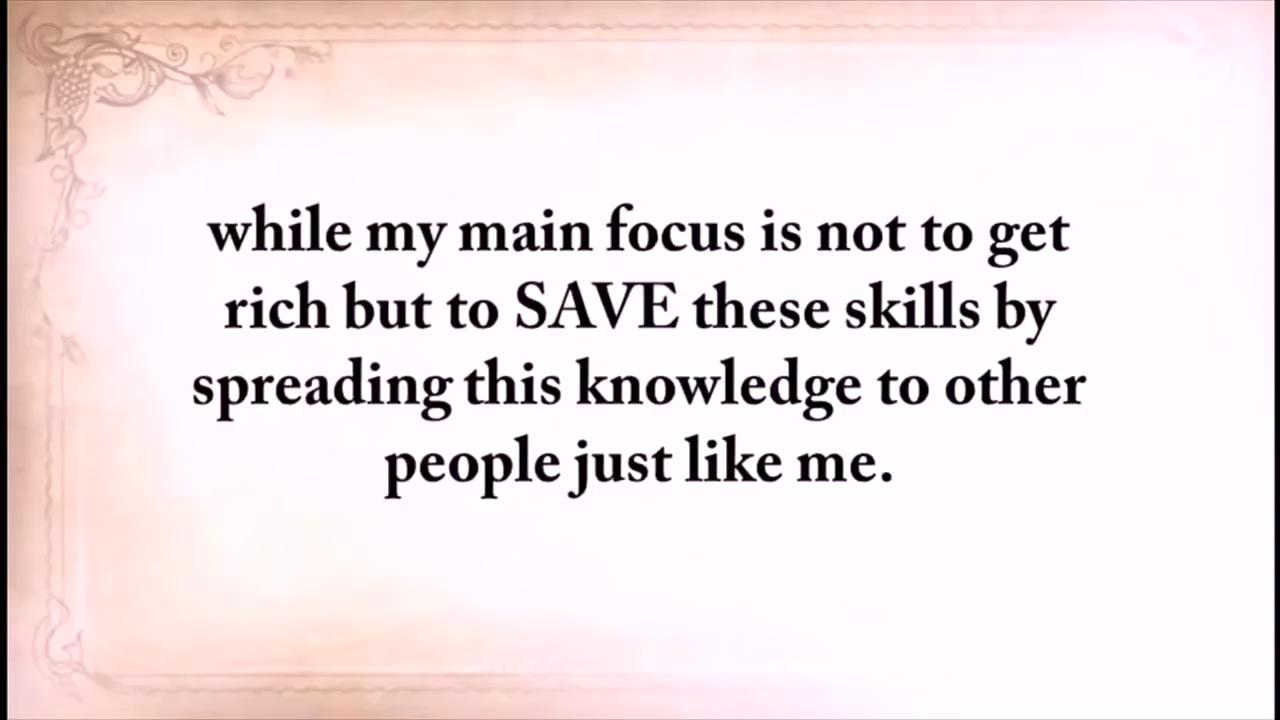 while my main focus is not to get
rich but to SAVE these skills by
spreading this knowledge to other
people just like me.